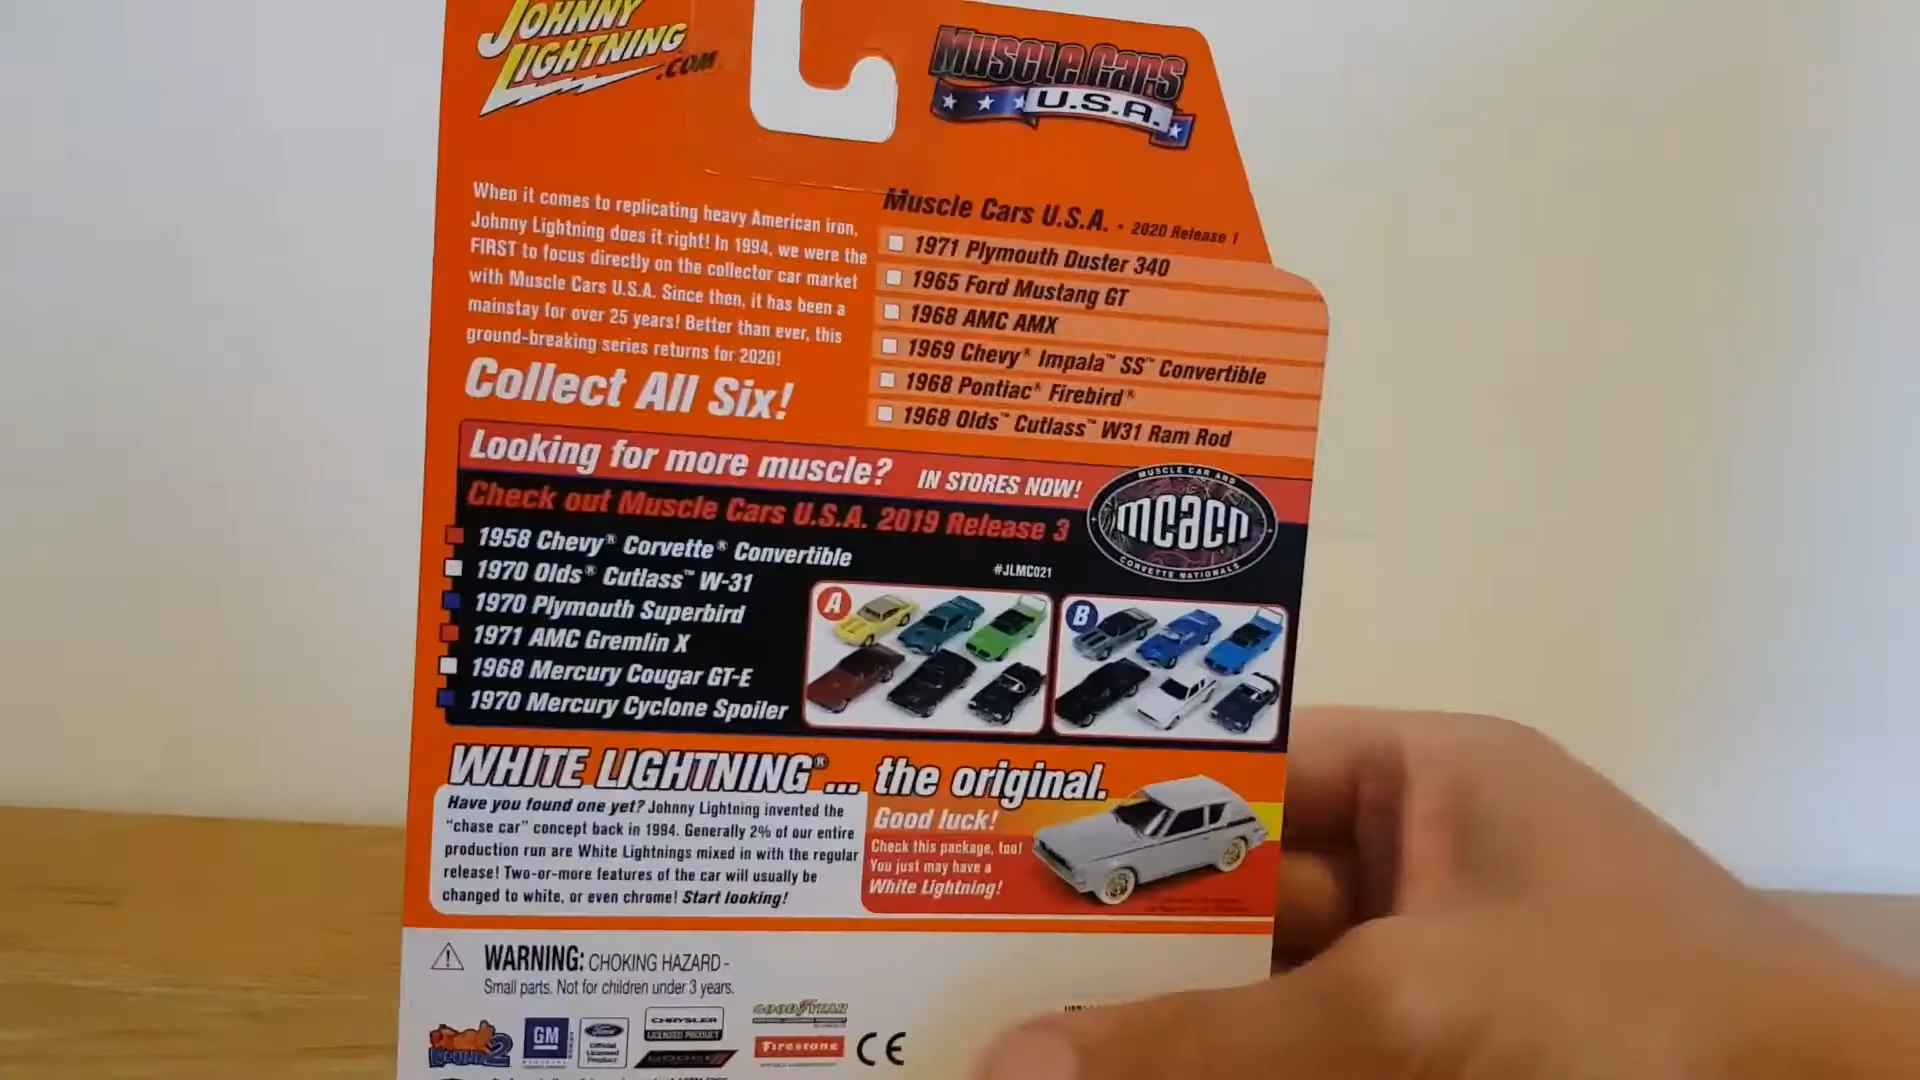 JOHNNY
LIGHTNING
.COM
MUSCLE CARS
U.S.A.
When it comes to replicating heavy American iron,
Johnny Lightning does it right! In 1994, we were the
FIRST to focus directly on the collector car market
with Muscle Cars U.S.A. Since then, it has been a
mainstay for over 25 years! Better than ever, this
ground-breaking series returns for 2020!
Collect All Six!
Muscle Cars U.S.A. • 2020 Release 1
1971 Plymouth Duster 340
1965 Ford Mustang GT
1968 AMC AMX
1969 Chevy® Impala™ SS™ Convertible
1968 Pontiac® Firebird®
1968 Olds™ Cutlass™ W31 Ram Rod
Looking for more muscle? IN STORES NOW!
Check out Muscle Cars U.S.A. 2019 Release 3
MUSCLE CAR AND
mcacn
CORVETTE NATIONALS
1958 Chevy® Corvette® Convertible
1970 Olds® Cutlass™ W-31
1970 Plymouth Superbird
1971 AMC Gremlin X
1968 Mercury Cougar GT-E
1970 Mercury Cyclone Spoiler
#JLMC021
A
B
WHITE LIGHTNING®... the original.
Have you found one yet? Johnny Lightning invented the
“chase car” concept back in 1994. Generally 2% of our entire
production run are White Lightnings mixed in with the regular
release! Two-or-more features of the car will usually be
changed to white, or even chrome! Start looking!
Good luck!
Check this package, too!
You just may have a
White Lightning!
WARNING: CHOKING HAZARD -
Small parts. Not for children under 3 years.
ROUND 2
GM
Ford
Official
Licensed
Product
CHRYSLER
LICENSED PRODUCT
DODGE
GOODYEAR
Firestone
CE